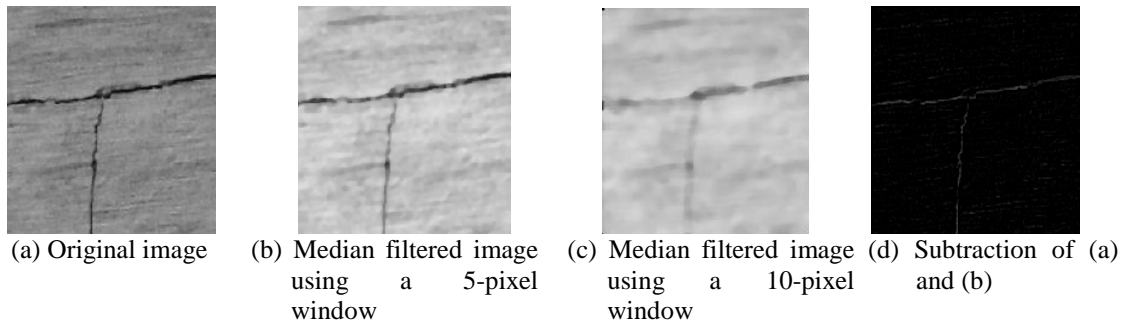 (a) Original image
(b) Median filtered image
using a 5-pixel
window
(c) Median filtered image
using a 10-pixel
window
(d) Subtraction of (a)
and (b)